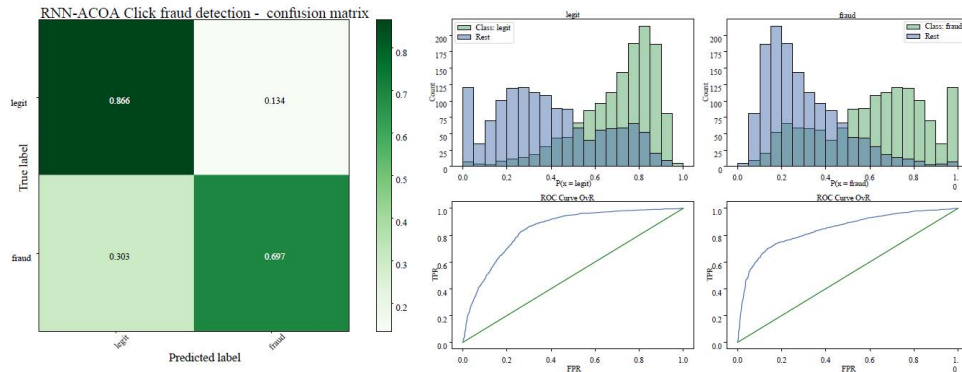 RNN-ACOA Click fraud detection - confusion matrix
True label
legit
fraud
0.866
0.134
0.303
0.697
legit
fraud
Predicted label
0.8
0.7
0.6
0.5
0.4
0.3
0.2
legit
Class: legit
Rest
Count
200
175
150
125
100
75
50
25
0
0.0 0.2 0.4 0.6 0.8 1.0
P(x = legit)
fraud
Class: fraud
Rest
Count
200
175
150
125
100
75
50
25
0
0.0 0.2 0.4 0.6 0.8 1.
0
P(x = fraud)
ROC Curve OvR
TPR
1.0
0.8
0.6
0.4
0.2
0.0
0.0 0.2 0.4 0.6 0.8 1.0
FPR
ROC Curve OvR
TPR
1.0
0.8
0.6
0.4
0.2
0.0
0.0 0.2 0.4 0.6 0.8 1.
0
FPR